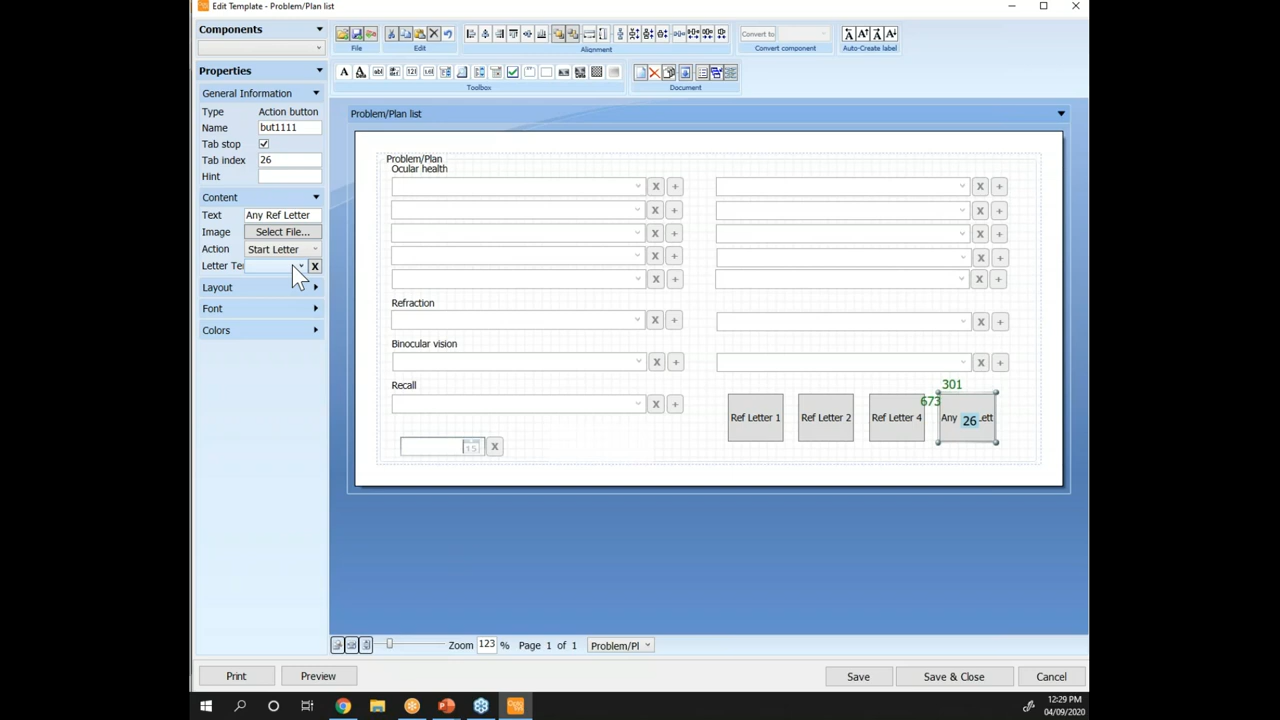 Edit Template - Problem/Plan list
Components
Properties
General Information
Type Action button
Name but1111
Tab stop
Tab index 26
Hint
Content
Text Any Ref Letter
Image Select File...
Action Start Letter
Letter Te
X
Layout
Font
Colors
File
Edit
Alignment
Convert to
Convert component
Auto-Create label
Toolbox
Document
Problem/Plan list
Problem/Plan
Ocular health
X + X +
X + X +
X + X +
X + X +
X + X +
Refraction
X + X +
Binocular vision
X + X +
Recall
X +
301
673
Ref Letter 1 Ref Letter 2 Ref Letter 4 Any 26 Lett
15 X
Zoom 123 % Page 1 of 1 Problem/Pl
Print Preview Save Save & Close Cancel
12:29 PM
04/09/2020